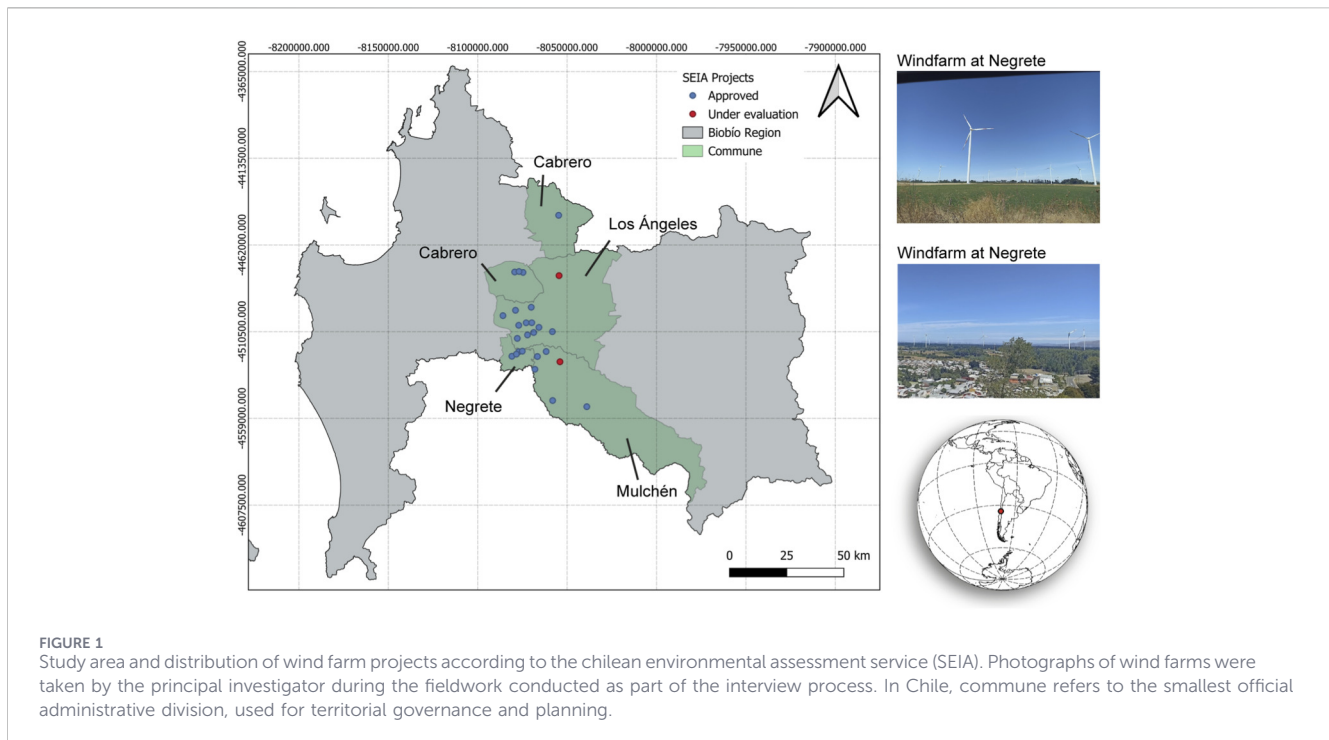 -8200000.000 -8150000.000 -8100000.000 -8050000.000 -8000000.000 -7950000.000 -7900000.000
-4365000.000
-4413500.000
-4462000.000
-4510500.000
-4559000.000
-4607500.000
SEIA Projects
Approved
Under evaluation
Biobío Region
Commune
Cabrero
Los Ángeles
Cabrero
Negrete
Mulchén
0 25 50 km
Windfarm at Negrete
Windfarm at Negrete
FIGURE 1
Study area and distribution of wind farm projects according to the chilean environmental assessment service (SEIA). Photographs of wind farms were
taken by the principal investigator during the fieldwork conducted as part of the interview process. In Chile, commune refers to the smallest official
administrative division, used for territorial governance and planning.